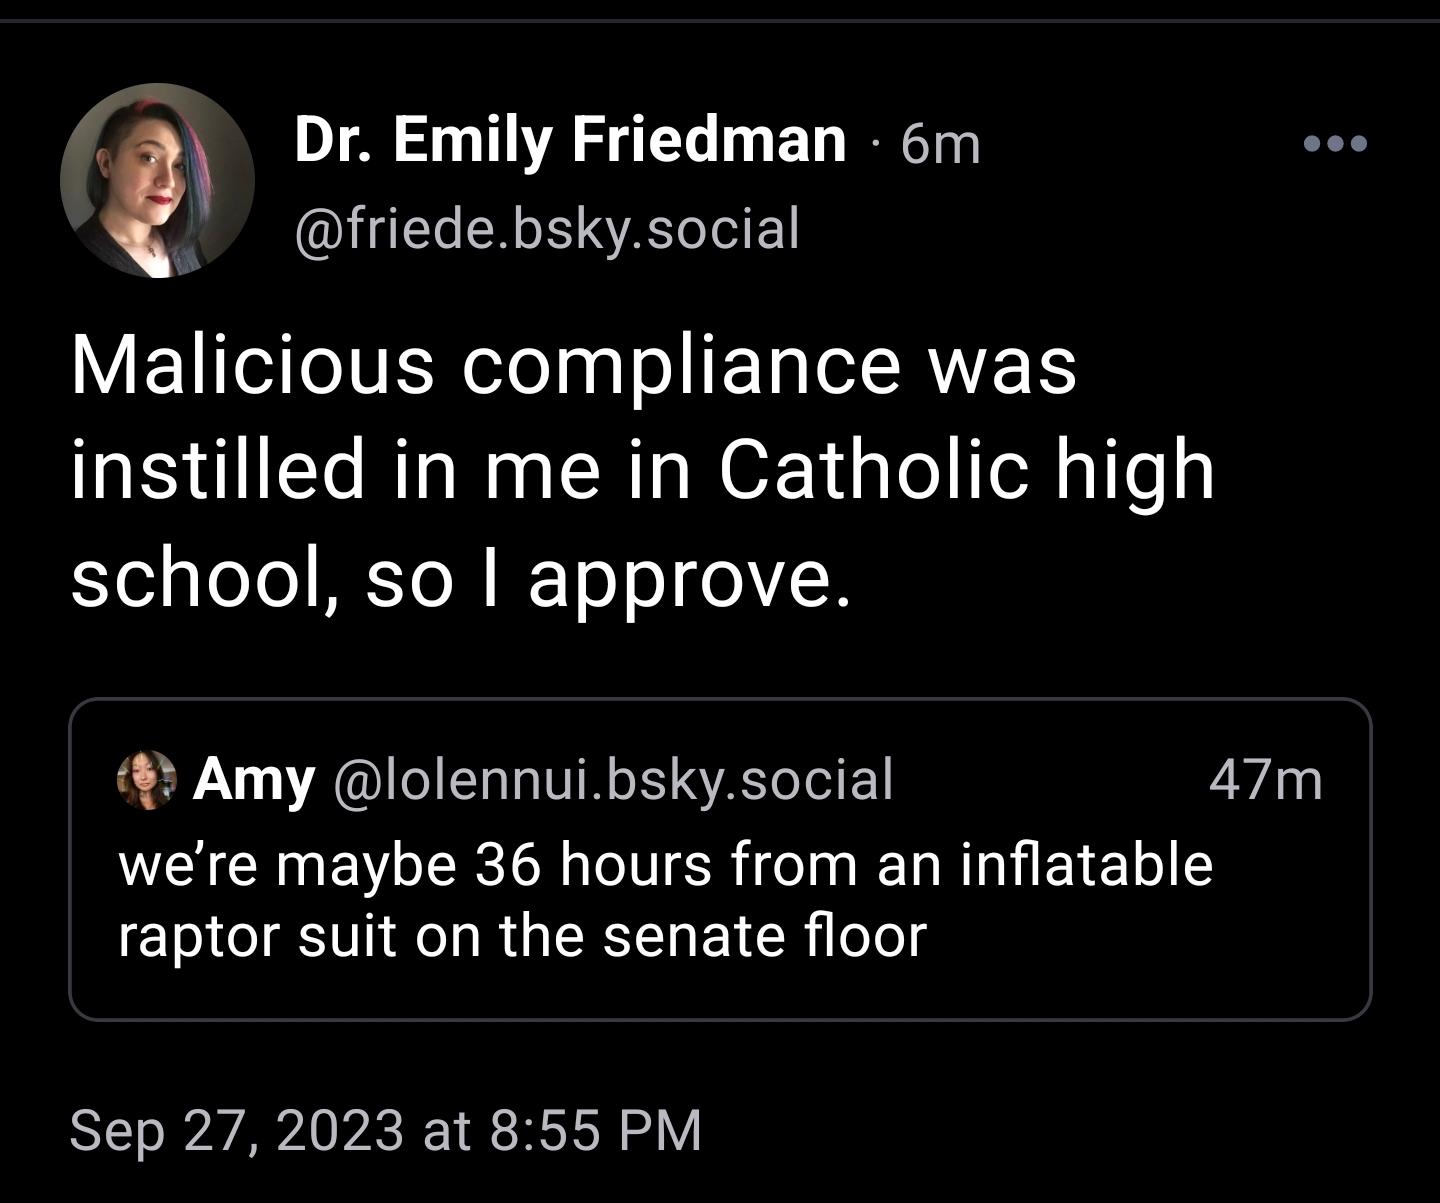 Dr. Emily Friedman · 6m
@friede.bsky.social
Malicious compliance was
instilled in me in Catholic high
school, so I approve.
Amy @lolennui.bsky.social 47m
we’re maybe 36 hours from an inflatable
raptor suit on the senate floor
Sep 27, 2023 at 8:55 PM